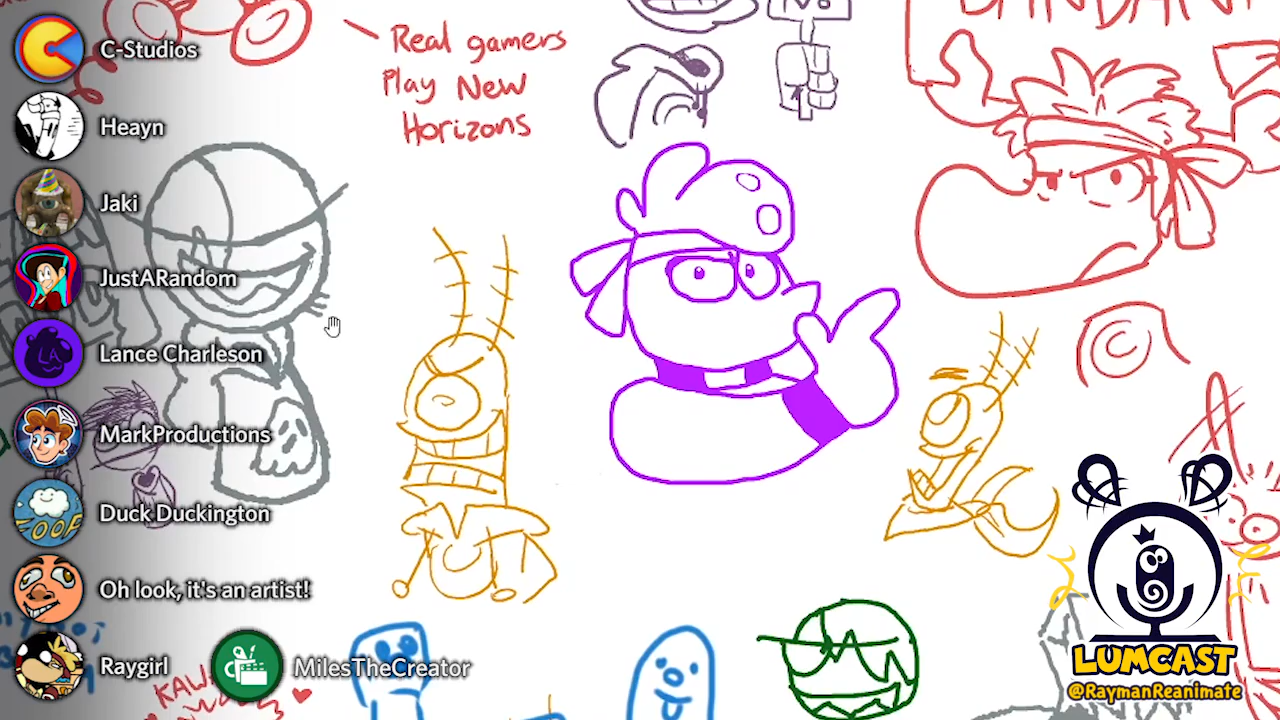 C-Studios
Heayn
Jaki
JustARandom
Lance Charleson
LA
MarkProductions
Duck Duckington
Oh look, it's an artist!
Raygirl
MilesTheCreator
Real gamers
Play New
Horizons
LUMCAST
@RaymanReanimate